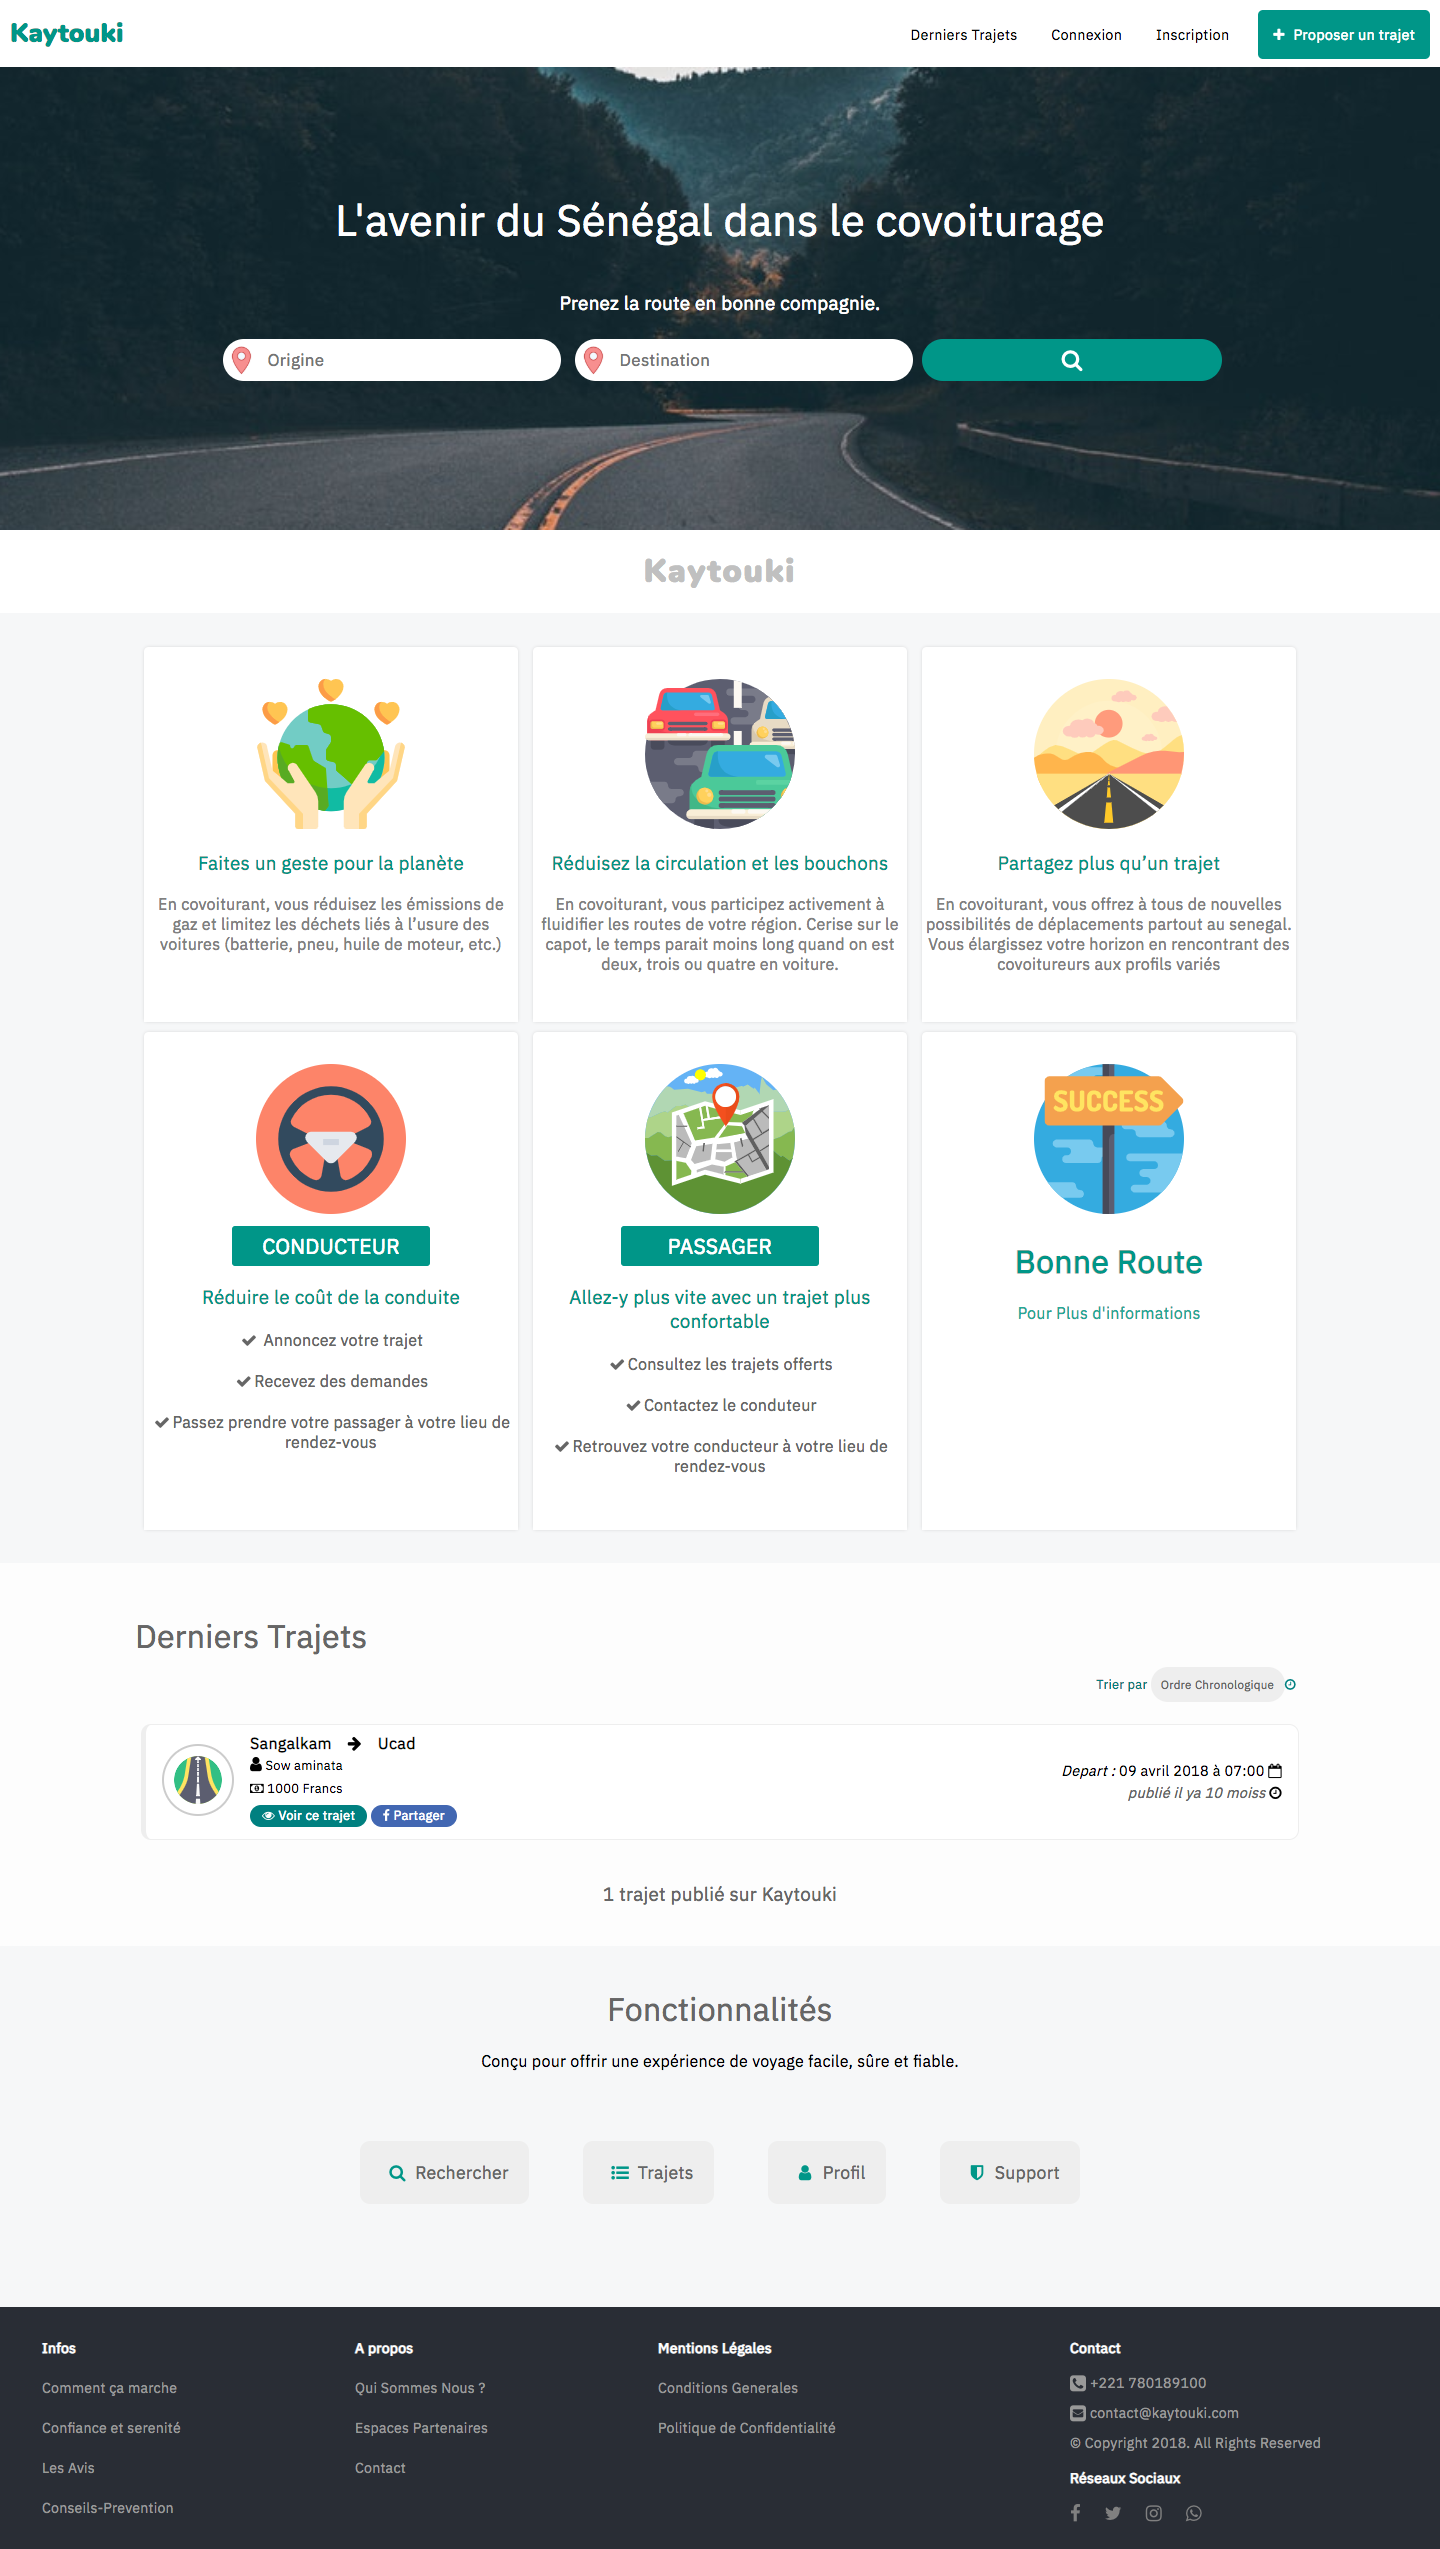 Kaytouki
Derniers Trajets
Connexion
Inscription
Proposer un trajet
L'avenir du Sénégal dans le covoiturage
Prenez la route en bonne compagnie.
Origine
Destination
Kaytouki
Faites un geste pour la planète
En covoiturant, vous réduisez les émissions de
gaz et limitez les déchets liés à l’usure des
voitures (batterie, pneu, huile de moteur, etc.)
Réduisez la circulation et les bouchons
En covoiturant, vous participez activement à
fluidifier les routes de votre région. Cerise sur le
capot, le temps parait moins long quand on est
deux, trois ou quatre en voiture.
Partagez plus qu’un trajet
En covoiturant, vous offrez à tous de nouvelles
possibilités de déplacements partout au senegal.
Vous élargissez votre horizon en rencontrant des
covoitureurs aux profils variés
CONDUCTEUR
Réduire le coût de la conduite
Annoncez votre trajet
Recevez des demandes
Passez prendre votre passager à votre lieu de
rendez-vous
PASSAGER
Allez-y plus vite avec un trajet plus
confortable
Consultez les trajets offerts
Contactez le conduteur
Retrouvez votre conducteur à votre lieu de
rendez-vous
SUCCESS
Bonne Route
Pour Plus d'informations
Derniers Trajets
Trier par Ordre Chronologique
Sangalkam Ucad
Sow aminata
1000 Francs
Voir ce trajet
Partager
Depart : 09 avril 2018 à 07:00
publié il ya 10 moiss
1 trajet publié sur Kaytouki
Fonctionnalités
Conçu pour offrir une expérience de voyage facile, sûre et fiable.
Rechercher
Trajets
Profil
Support
Infos
Comment ça marche
Confiance et serenité
Les Avis
Conseils-Prevention
A propos
Qui Sommes Nous ?
Espaces Partenaires
Contact
Mentions Légales
Conditions Generales
Politique de Confidentialité
Contact
+221 780189100
contact@kaytouki.com
© Copyright 2018. All Rights Reserved
Réseaux Sociaux